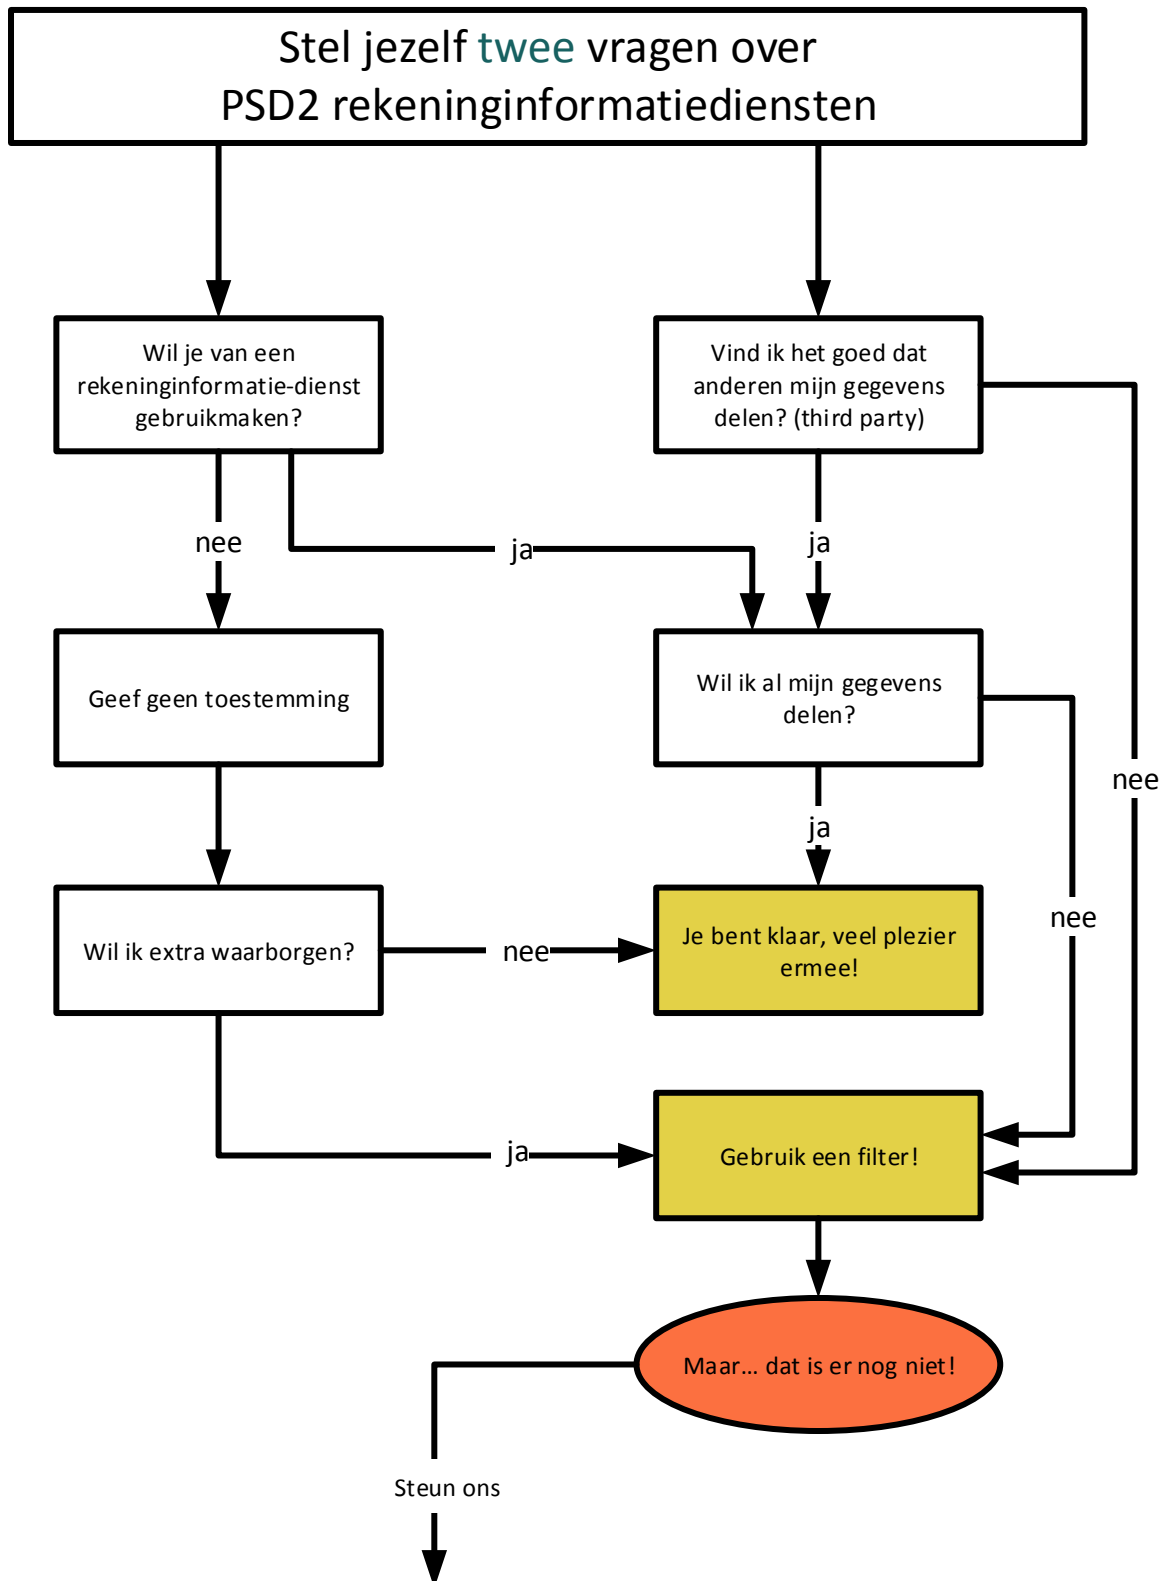 Stel jezelf twee vragen over
PSD2 rekeninginformatiediensten
Wil je van een
rekeninginformatie-dienst
gebruikmaken?
Vind ik het goed dat
anderen mijn gegevens
delen? (third party)
nee
ja
ja
Geef geen toestemming
Wil ik al mijn gegevens
delen?
nee
ja
Wil ik extra waarborgen?
nee
Je bent klaar, veel plezier
ermee!
nee
ja
Gebruik een filter!
Maar... dat is er nog niet!
Steun ons